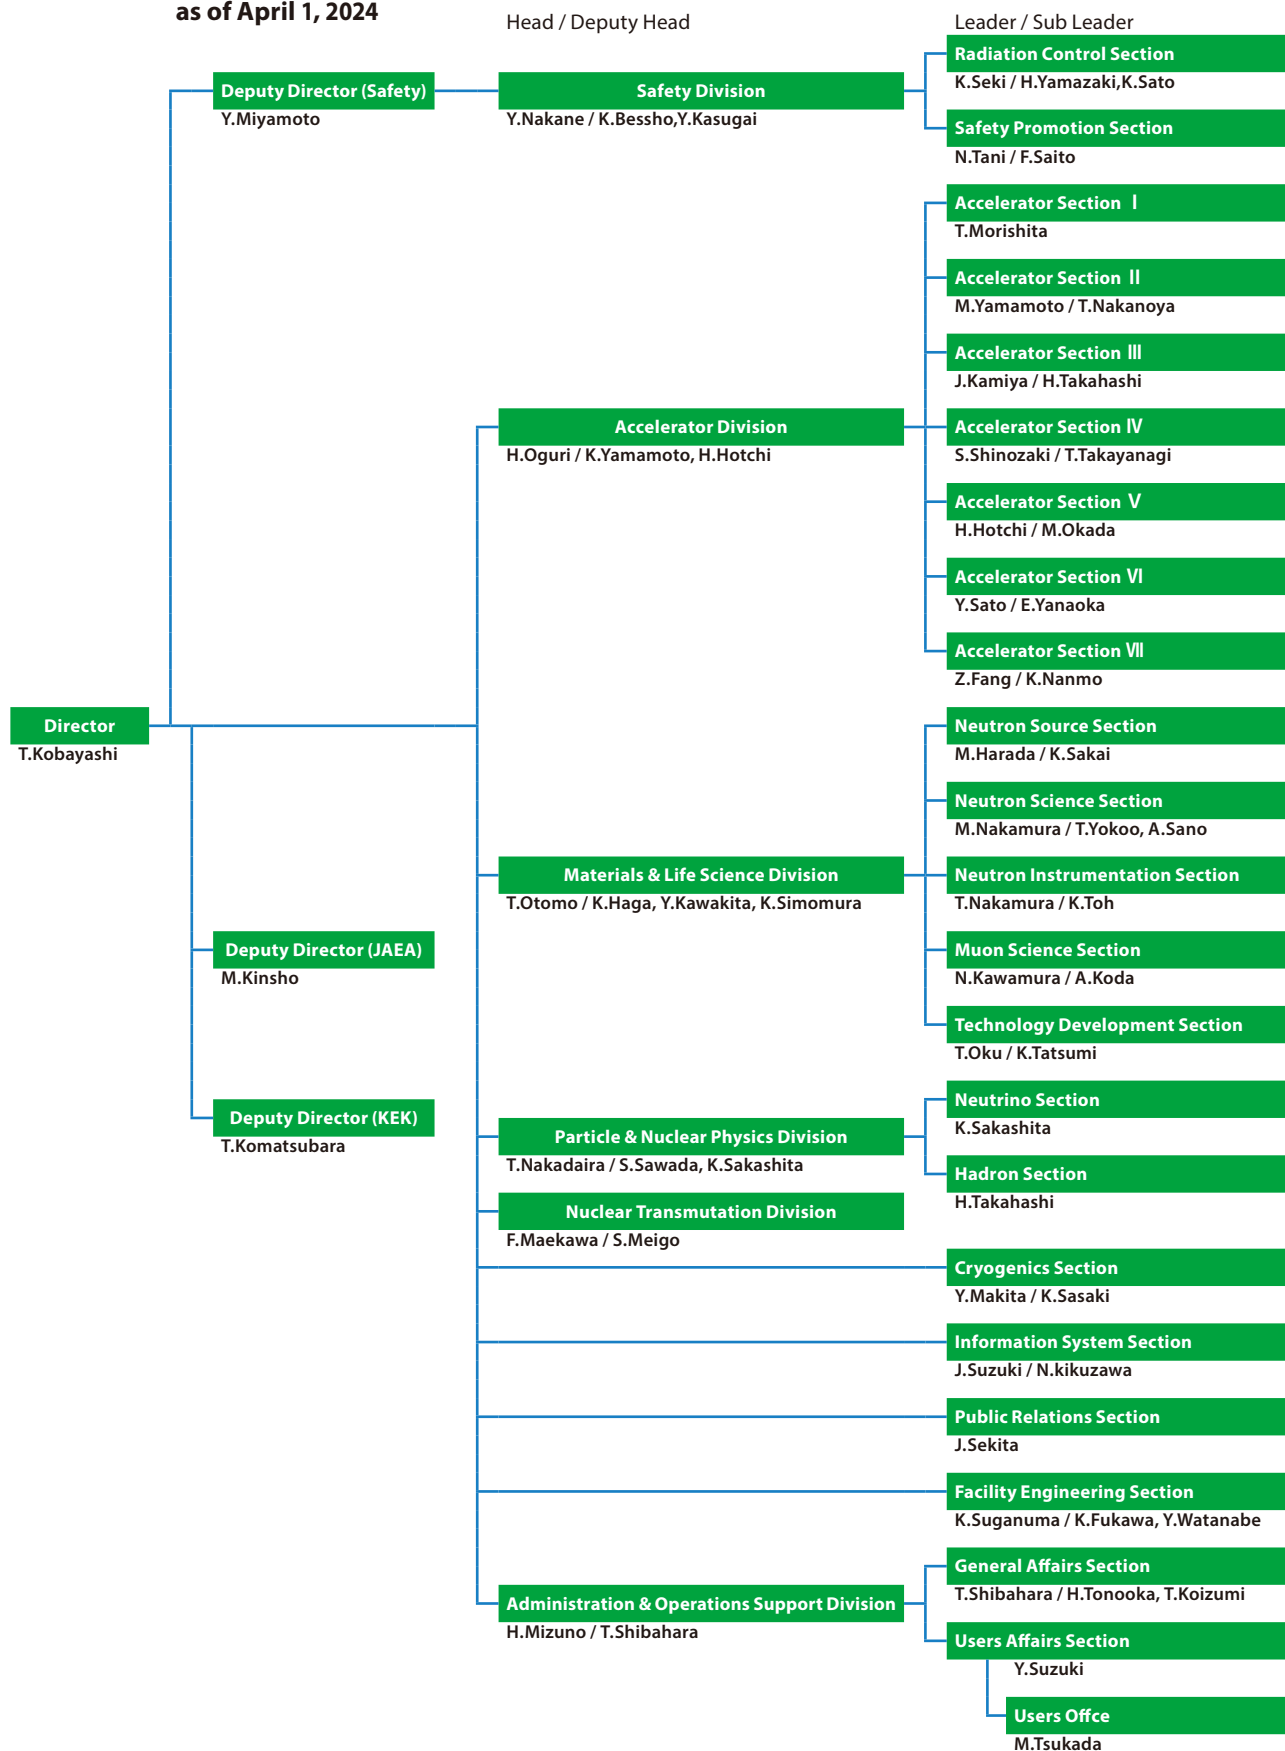 as of April 1, 2024
Head / Deputy Head
Leader / Sub Leader
Radiation Control Section
K.Seki / H.Yamazaki,K.Sato
Deputy Director (Safety)
Y.Miyamoto
Safety Division
Y.Nakane / K.Bessho,Y.Kasugai
Safety Promotion Section
N.Tani / F.Saito
Accelerator Section Ⅰ
T.Morishita
Accelerator Section Ⅱ
M.Yamamoto / T.Nakanoya
Accelerator Section Ⅲ
J.Kamiya / H.Takahashi
Accelerator Division
H.Oguri / K.Yamamoto, H.Hotchi
Accelerator Section Ⅳ
S.Shinozaki / T.Takayanagi
Accelerator Section Ⅴ
H.Hotchi / M.Okada
Accelerator Section Ⅵ
Y.Sato / E.Yanaoka
Accelerator Section Ⅶ
Z.Fang / K.Nanmo
Director
T.Kobayashi
Neutron Source Section
M.Harada / K.Sakai
Neutron Science Section
M.Nakamura / T.Yokoo, A.Sano
Materials & Life Science Division
T.Otomo / K.Haga, Y.Kawakita, K.Simomura
Neutron Instrumentation Section
T.Nakamura / K.Toh
Deputy Director (JAEA)
M.Kinsho
Muon Science Section
N.Kawamura / A.Koda
Technology Development Section
T.Oku / K.Tatsumi
Deputy Director (KEK)
T.Komatsubara
Neutrino Section
K.Sakashita
Particle & Nuclear Physics Division
T.Nakadaira / S.Sawada, K.Sakashita
Hadron Section
H.Takahashi
Nuclear Transmutation Division
F.Maekawa / S.Meigo
Cryogenics Section
Y.Makita / K.Sasaki
Information System Section
J.Suzuki / N.kikuzawa
Public Relations Section
J.Sekita
Facility Engineering Section
K.Suganuma / K.Fukawa, Y.Watanabe
General Affairs Section
T.Shibahara / H.Tonooka, T.Koizumi
Administration & Operations Support Division
H.Mizuno / T.Shibahara
Users Affairs Section
Y.Suzuki
Users Offce
M.Tsukada